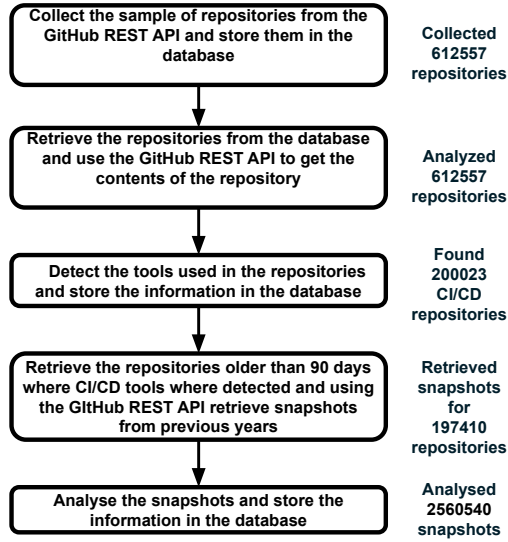 Collect the sample of repositories from the
GitHub REST API and store them in the
database
Collected
612557
repositories
Retrieve the repositories from the database
and use the GitHub REST API to get the
contents of the repository
Analyzed
612557
repositories
Detect the tools used in the repositories
and store the information in the database
Found
200023
CI/CD
repositories
Retrieve the repositories older than 90 days
where CI/CD tools where detected and using
the GItHub REST API retrieve snapshots
from previous years
Retrieved
snapshots
for
197410
repositories
Analyse the snapshots and store the
information in the database
Analysed
2560540
snapshots